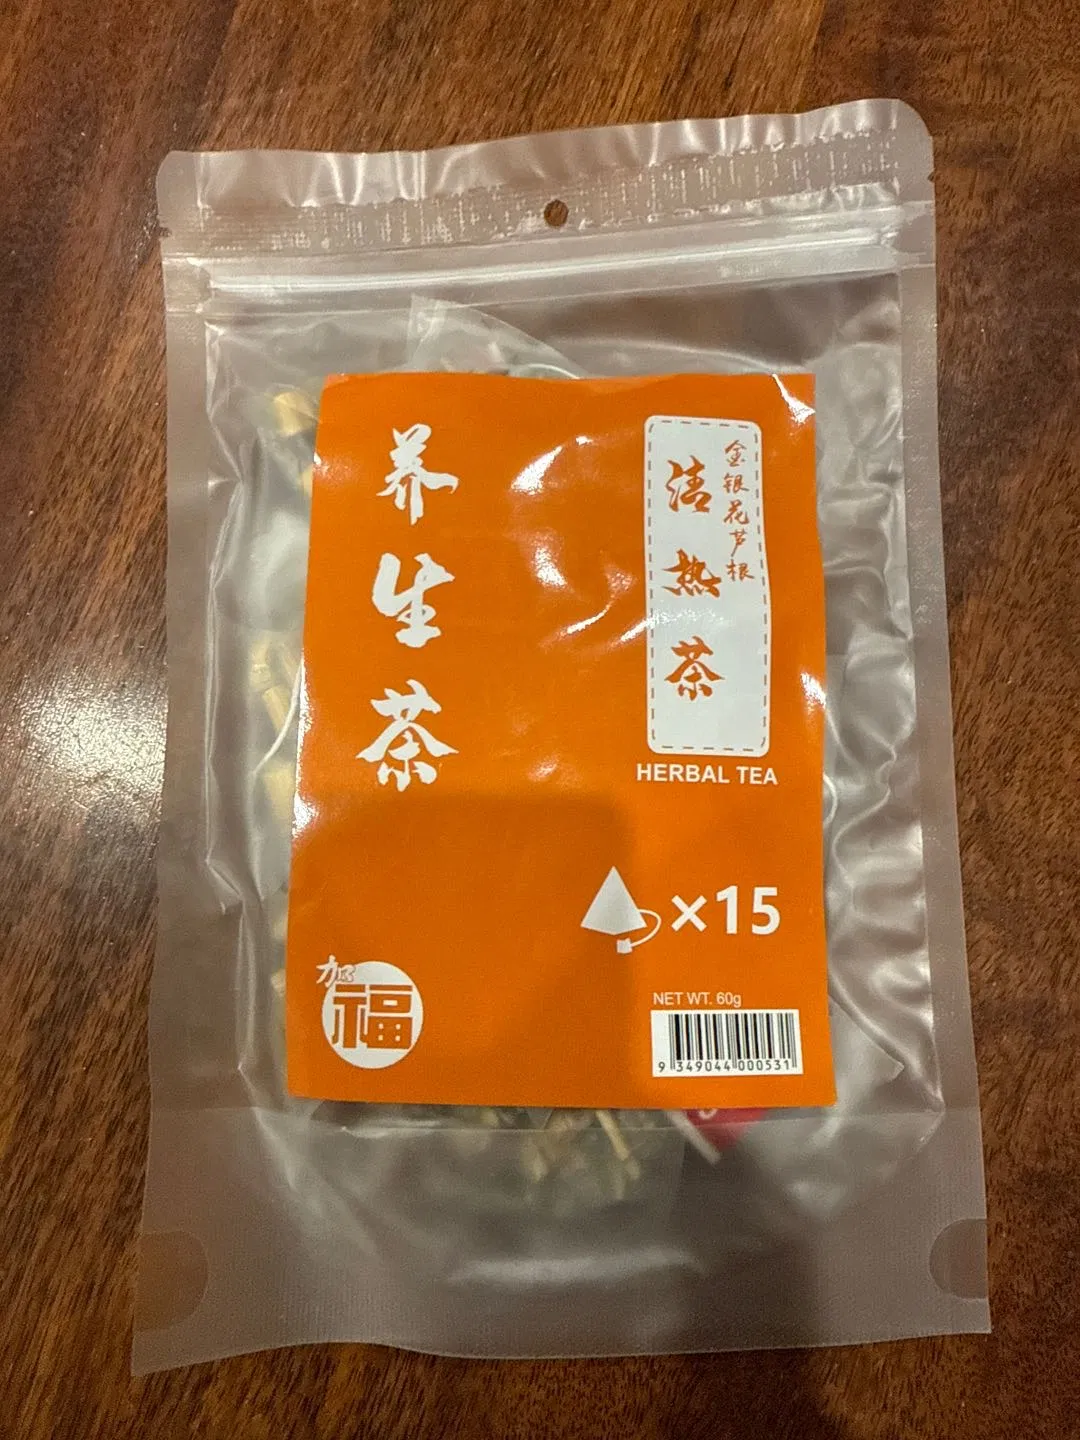 养生茶
金银花芦根
清热茶
HERBAL TEA
×15
加福
NET WT. 60g
9 349044 000531